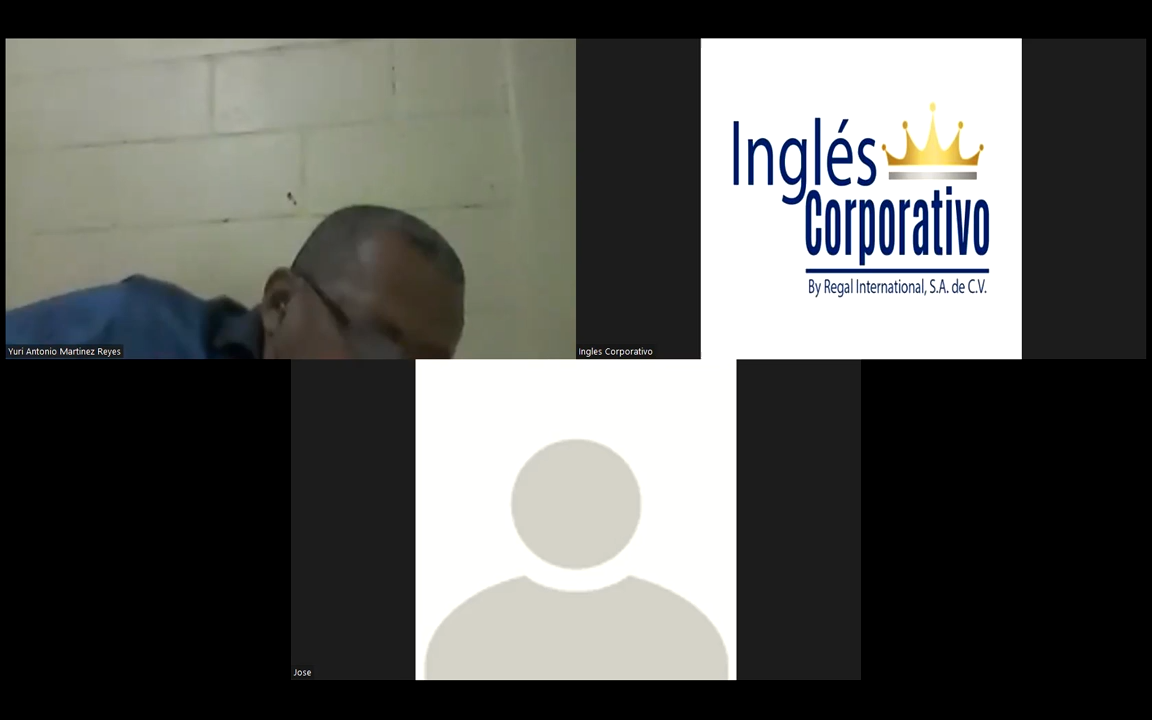 Inglés
Corporativo
By Regal International, S.A. de C.V.
Yuri Antonio Martinez Reyes
Ingles Corporativo
Jose